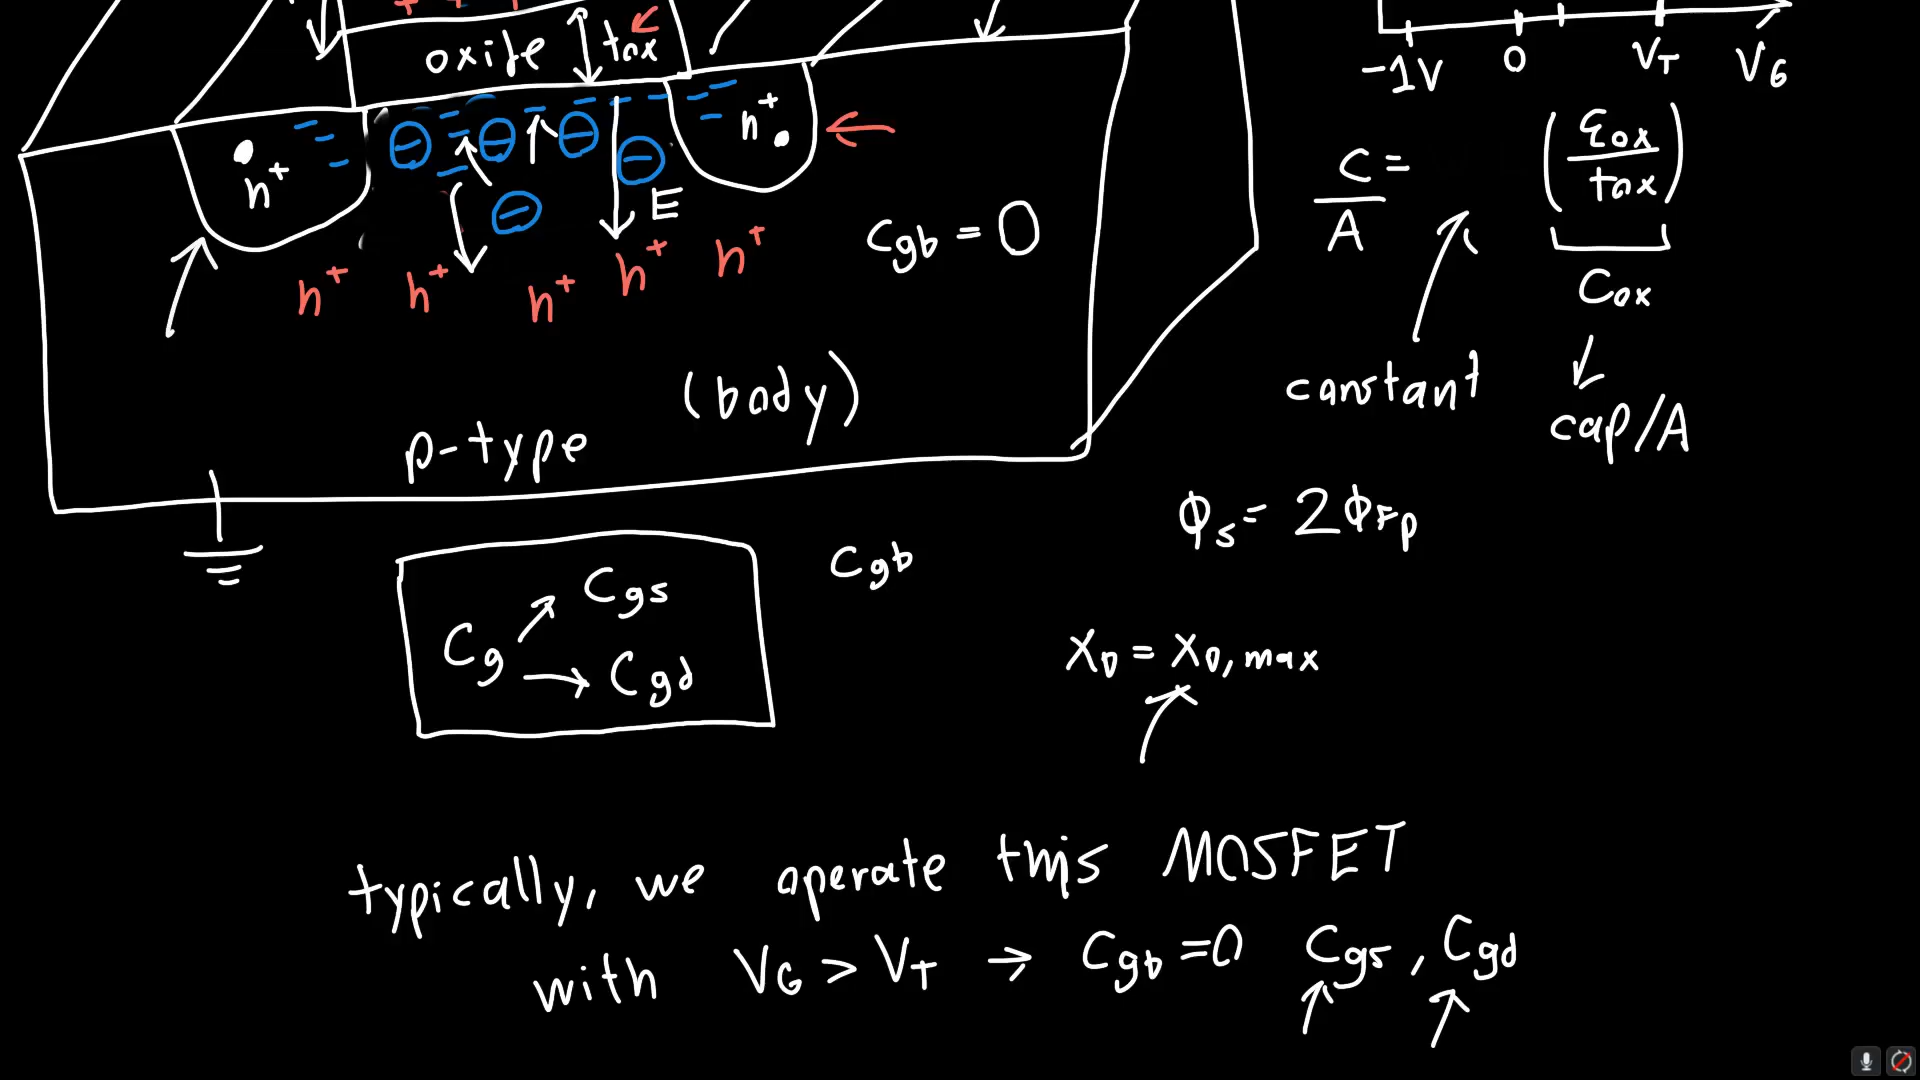 + + +
oxide tox
-1V 0 VT VG
n+ n+
⊖ ⊖ ⊖ ⊖ ⊖
E
Cgb = 0
h+ h+ h+ h+ h+
C/A = (εox/tox)
Cox
constant
cap/A
(body)
p-type
φs = 2φFp
Cgb
Cg → Cgs
→ Cgd
XD = XD,max
typically, we operate this MOSFET
with VG > VT → Cgb = 0 Cgs, Cgd